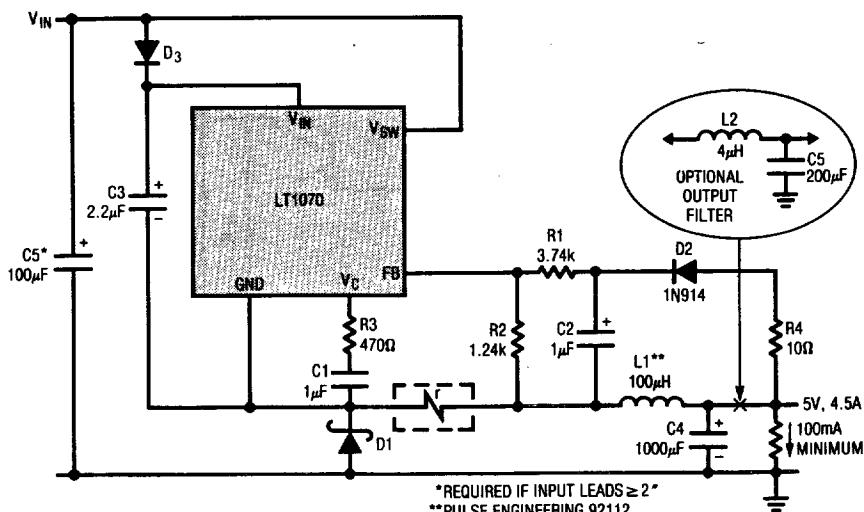 VIN
D3
VIN
VSW
L2
4μH
C5
200μF
OPTIONAL
OUTPUT
FILTER
C3
2.2μF
+
−
LT1070
C5*
100μF
+
R1
3.74k
D2
1N914
GND
VC
FB
R3
470Ω
R2
1.24k
C2
1μF
+
R4
10Ω
C1
1μF
r
L1**
100μH
5V, 4.5A
D1
C4
1000μF
+
−
100mA
MINIMUM
*REQUIRED IF INPUT LEADS ≥ 2"
**PULSE ENGINEERING 92112